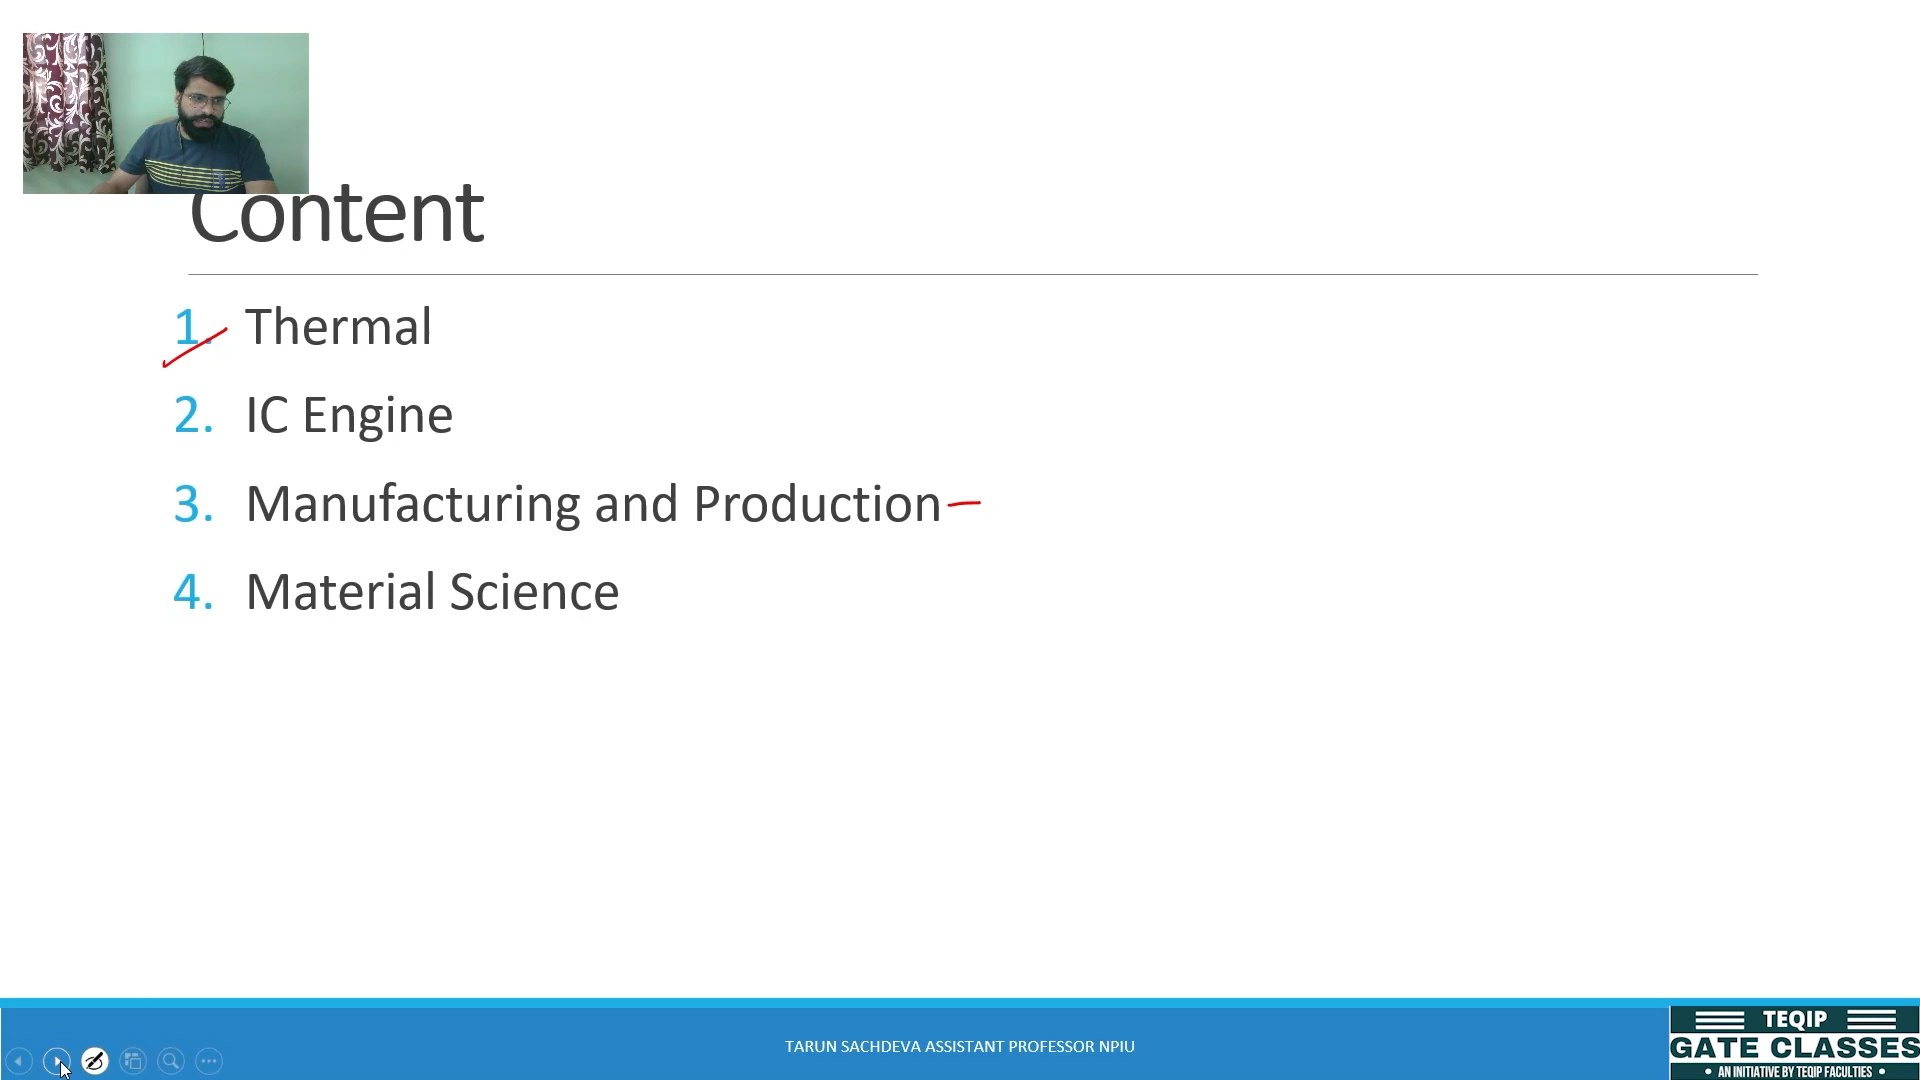 Content
1. Thermal
2. IC Engine
3. Manufacturing and Production
4. Material Science
TARUN SACHDEVA ASSISTANT PROFESSOR NPIU
TEQIP
GATE CLASSES
• AN INITIATIVE BY TEQIP FACULTIES •